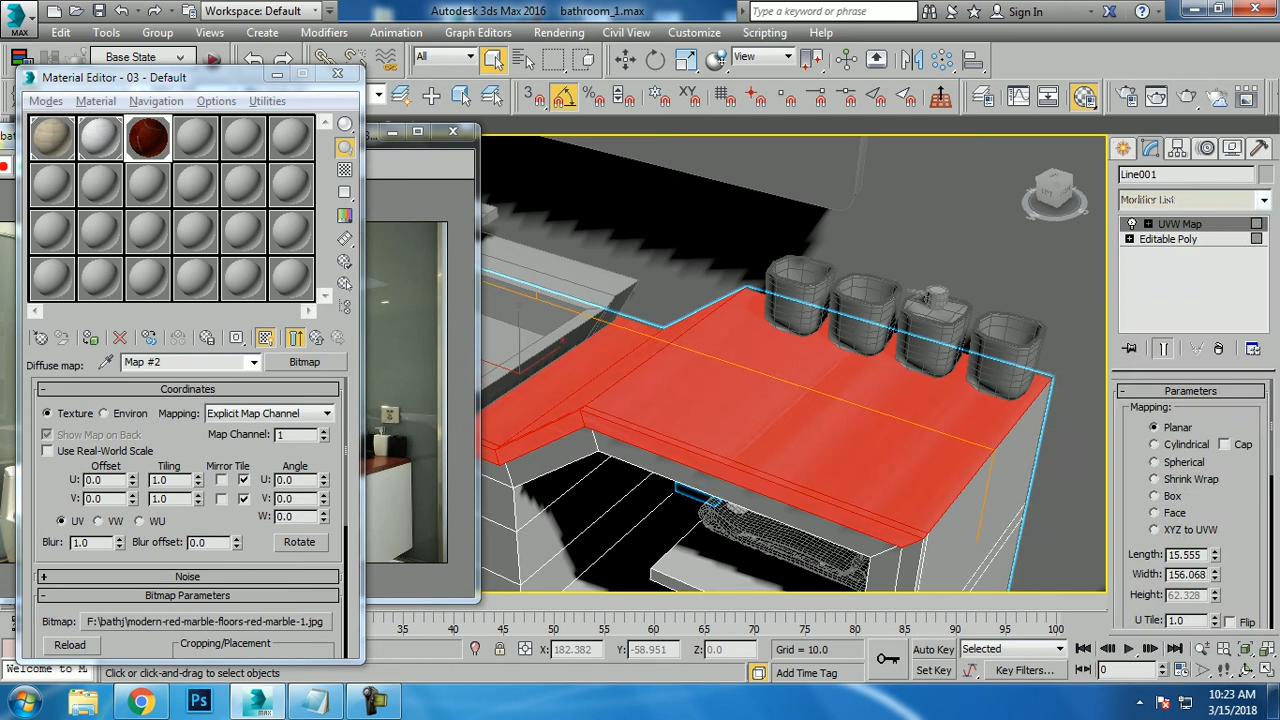 MAX
Workspace: Default
Autodesk 3ds Max 2016 bathroom_1.max
Type a keyword or phrase
Sign In
Edit
Tools
Group
Views
Create
Modifiers
Animation
Graph Editors
Rendering
Civil View
Customize
Scripting
Help
Base State
All
View
3
Material Editor - 03 - Default
Modes
Material
Navigation
Options
Utilities
Diffuse map:
Map #2
Bitmap
Coordinates
Texture
Environ
Mapping:
Explicit Map Channel
Show Map on Back
Map Channel:
1
Use Real-World Scale
Offset
Tiling
Mirror Tile
Angle
U:
0.0
1.0
U:
0.0
V:
0.0
1.0
V:
0.0
UV
VW
WU
W:
0.0
Blur:
1.0
Blur offset:
0.0
Rotate
Noise
Bitmap Parameters
Bitmap:
F:\bathj\modern-red-marble-floors-red-marble-1.jpg
Reload
Cropping/Placement
Line001
Modifier List
UVW Map
Editable Poly
Parameters
Mapping:
Planar
Cylindrical
Cap
Spherical
Shrink Wrap
Box
Face
XYZ to UVW
Length:
15.555
Width:
156.068
Height:
62.328
U Tile:
1.0
Flip
35
40
45
50
55
60
65
70
75
80
85
90
95
100
X:
182.382
Y:
-58.951
Z:
0.0
Grid = 10.0
Auto Key
Selected
Set Key
Key Filters...
0
Welcome to M
Click or click-and-drag to select objects
Add Time Tag
Ps
MAX
10:23 AM
3/15/2018